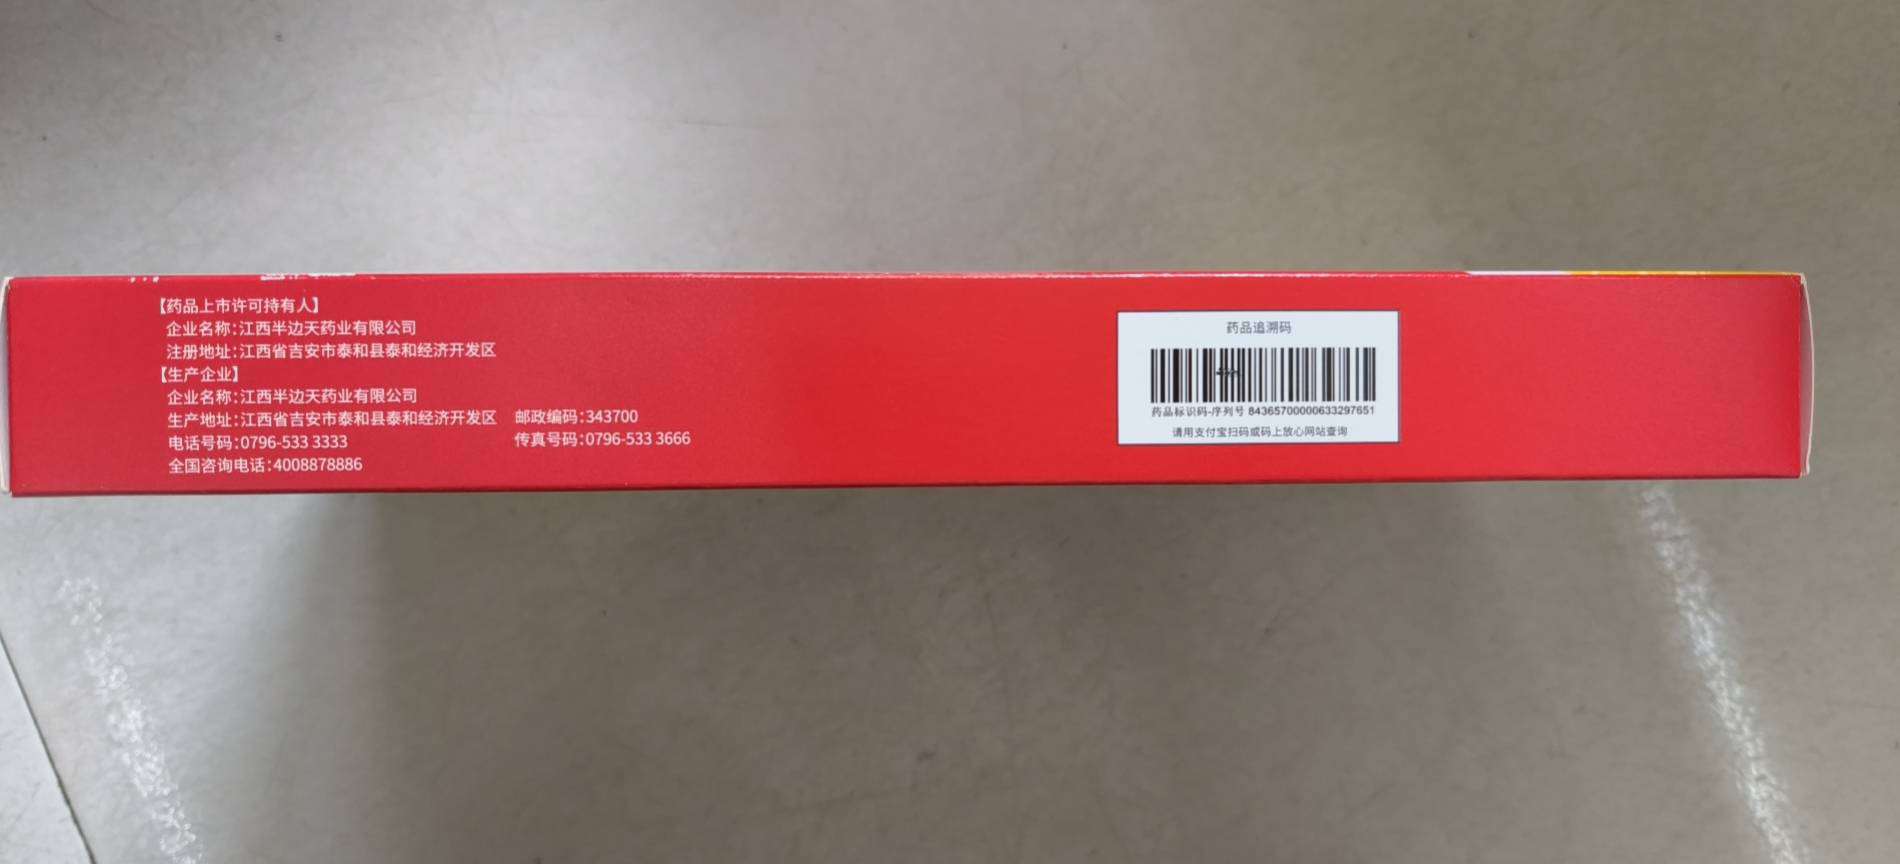 【药品上市许可持有人】
企业名称:江西半边天药业有限公司
注册地址:江西省吉安市泰和县泰和经济开发区
【生产企业】
企业名称:江西半边天药业有限公司
生产地址:江西省吉安市泰和县泰和经济开发区 邮政编码:343700
电话号码:0796-533 3333 传真号码:0796-533 3666
全国咨询电话:4008878886
药品追溯码
药品标识码-序列号 84365700000633297651
请用支付宝扫码或码上放心网站查询